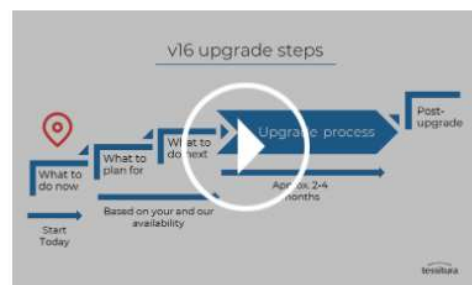 v16 upgrade steps
What to
do now
What to
plan for
What to
do next
Upgrade process
Post-
upgrade
Start
Today
Based on your and our
availability
Approx. 2-4
months
tessitura